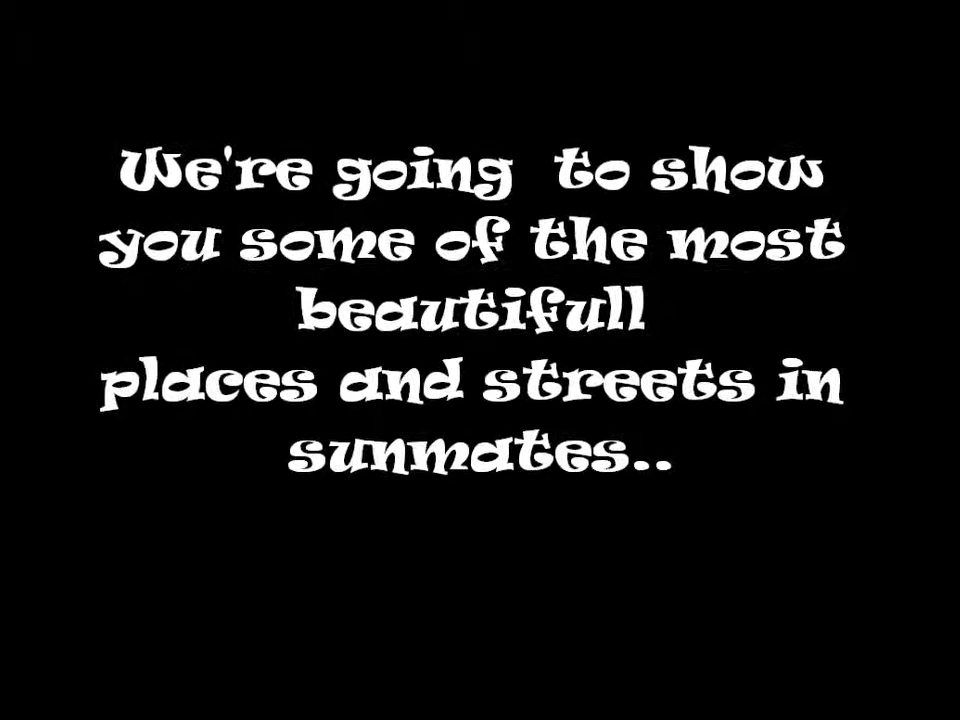 We're going to show
you some of the most
beautifull
places and streets in
sunmates..